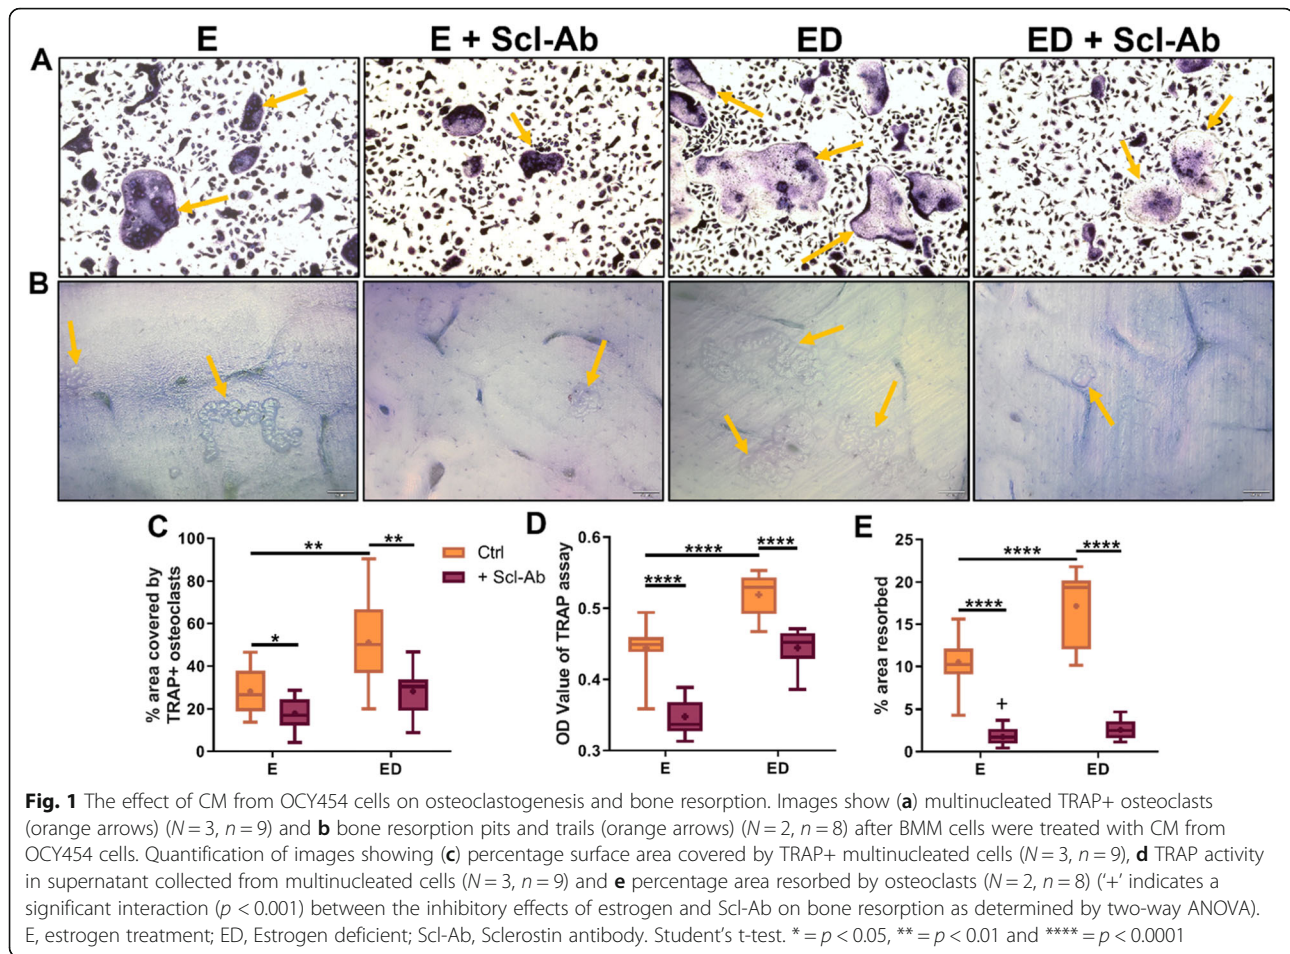 E
E + Scl-Ab
ED
ED + Scl-Ab
A
B
C
% area covered by
TRAP+ osteoclasts
100
80
60
40
20
0
**
**
*
E
ED
Ctrl
+ Scl-Ab
D
OD Value of TRAP assay
0.6
0.5
0.4
0.3
****
****
****
E
ED
E
% area resorbed
25
20
15
10
5
0
****
****
****
+
E
ED
Fig. 1 The effect of CM from OCY454 cells on osteoclastogenesis and bone resorption. Images show (a) multinucleated TRAP+ osteoclasts
(orange arrows) (N = 3, n = 9) and b bone resorption pits and trails (orange arrows) (N = 2, n = 8) after BMM cells were treated with CM from
OCY454 cells. Quantification of images showing (c) percentage surface area covered by TRAP+ multinucleated cells (N = 3, n = 9), d TRAP activity
in supernatant collected from multinucleated cells (N = 3, n = 9) and e percentage area resorbed by osteoclasts (N = 2, n = 8) (‘+’ indicates a
significant interaction (p < 0.001) between the inhibitory effects of estrogen and Scl-Ab on bone resorption as determined by two-way ANOVA).
E, estrogen treatment; ED, Estrogen deficient; Scl-Ab, Sclerostin antibody. Student’s t-test. * = p < 0.05, ** = p < 0.01 and **** = p < 0.0001